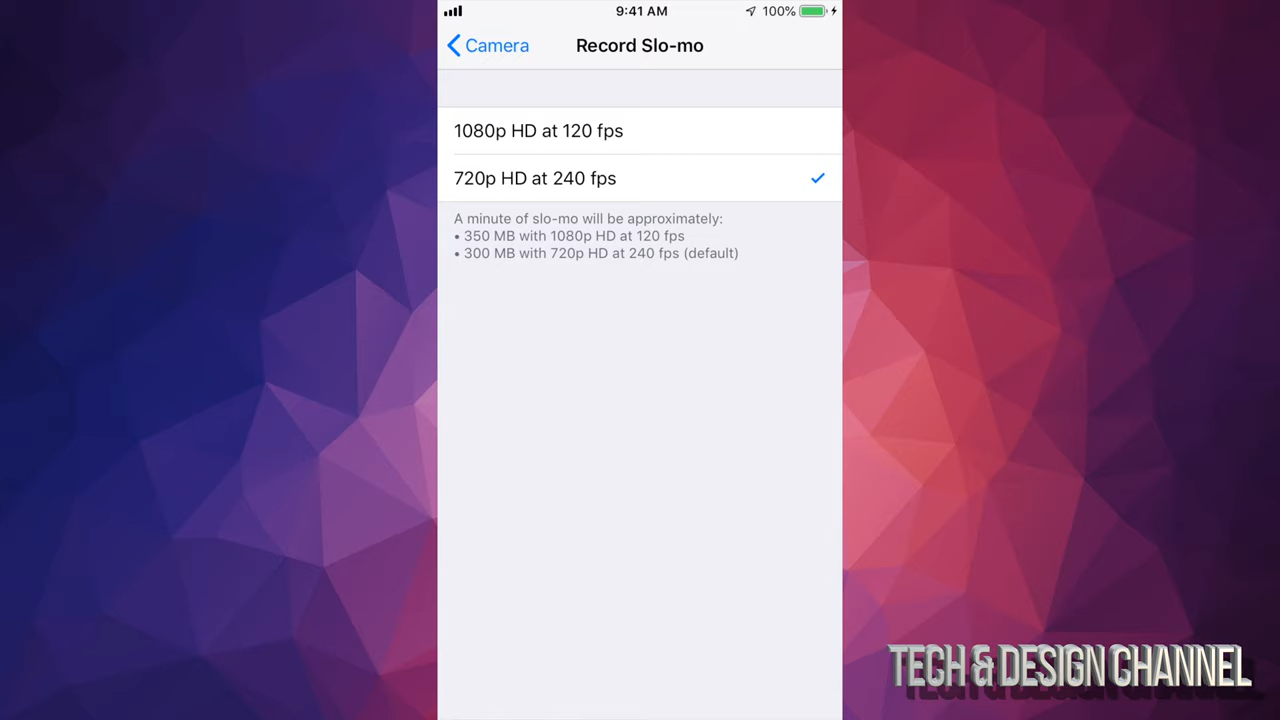 9:41 AM
100%
Camera
Record Slo-mo
1080p HD at 120 fps
720p HD at 240 fps
A minute of slo-mo will be approximately:
• 350 MB with 1080p HD at 120 fps
• 300 MB with 720p HD at 240 fps (default)
TECH & DESIGN CHANNEL